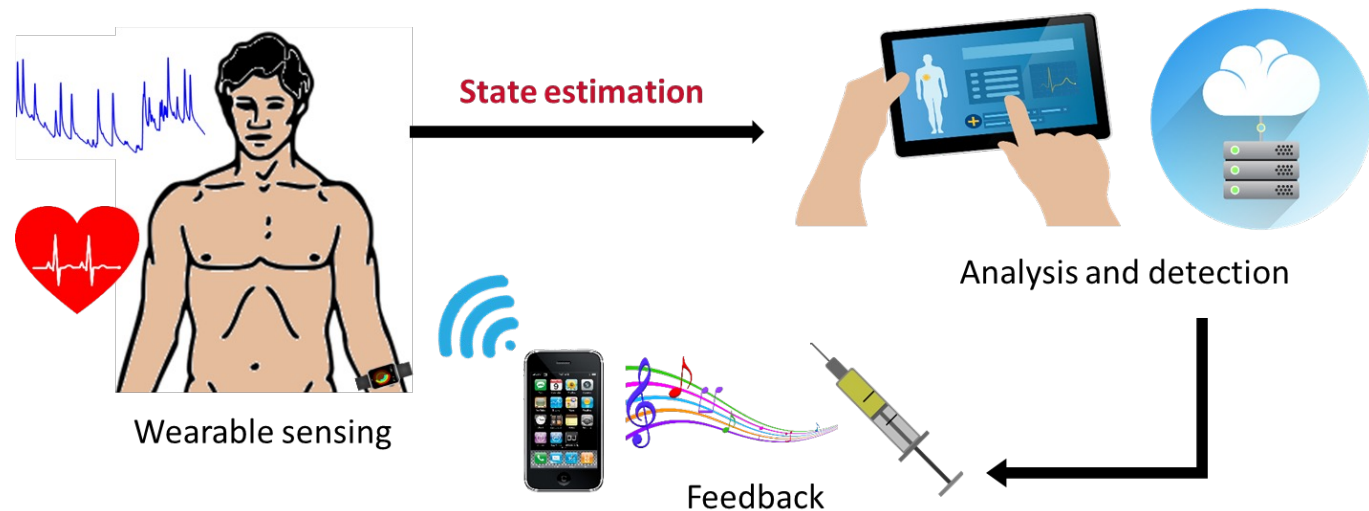 State estimation
Analysis and detection
Wearable sensing
Feedback